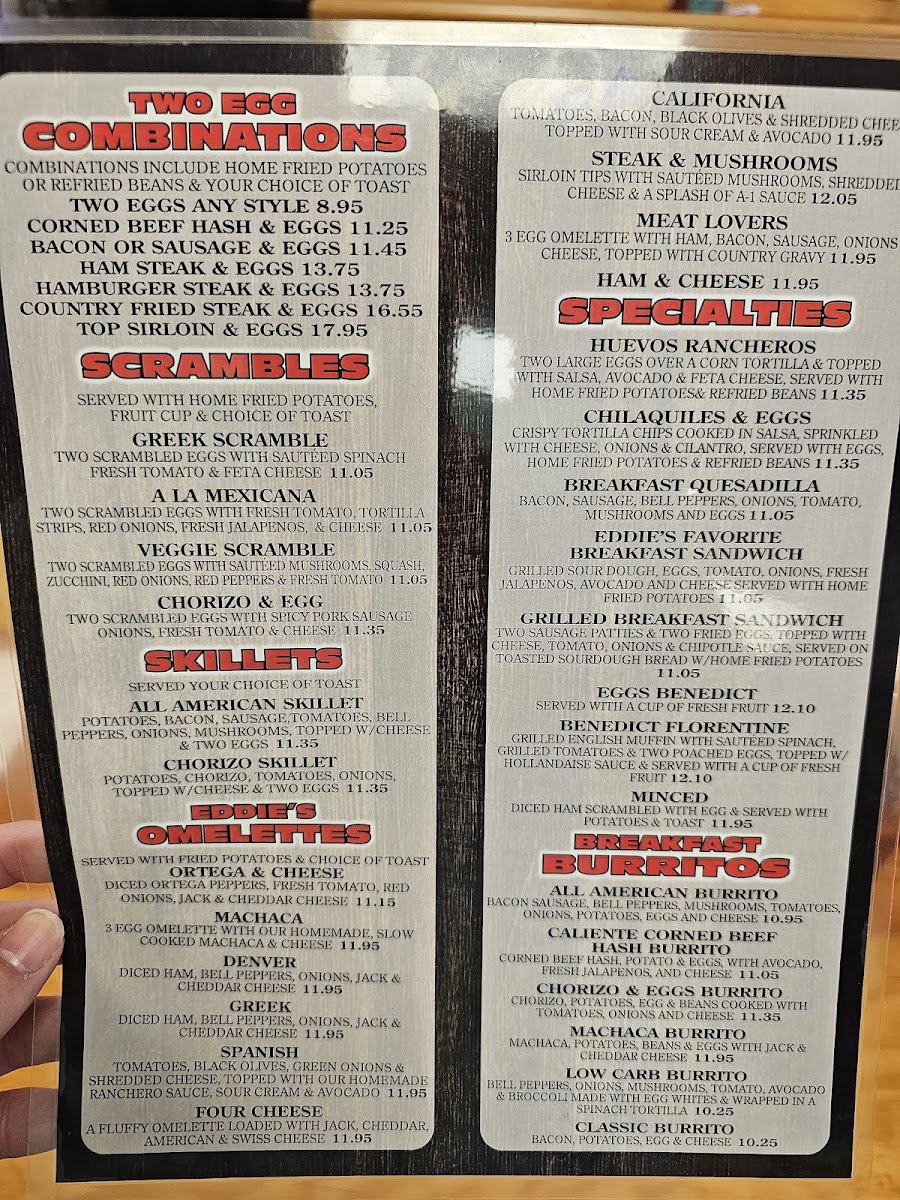 TWO EGG
COMBINATIONS
COMBINATIONS INCLUDE HOME FRIED POTATOES
OR REFRIED BEANS & YOUR CHOICE OF TOAST
TWO EGGS ANY STYLE 8.95
CORNED BEEF HASH & EGGS 11.25
BACON OR SAUSAGE & EGGS 11.45
HAM STEAK & EGGS 13.75
HAMBURGER STEAK & EGGS 13.75
COUNTRY FRIED STEAK & EGGS 16.55
TOP SIRLOIN & EGGS 17.95
SCRAMBLES
SERVED WITH HOME FRIED POTATOES,
FRUIT CUP & CHOICE OF TOAST
GREEK SCRAMBLE
TWO SCRAMBLED EGGS WITH SAUTÉED SPINACH
FRESH TOMATO & FETA CHEESE 11.05
A LA MEXICANA
TWO SCRAMBLED EGGS WITH FRESH TOMATO, TORTILLA
STRIPS, RED ONIONS, FRESH JALAPENOS, & CHEESE 11.05
VEGGIE SCRAMBLE
TWO SCRAMBLED EGGS WITH SAUTÉED MUSHROOMS, SQUASH,
ZUCCHINI, RED ONIONS, RED PEPPERS & FRESH TOMATO 11.05
CHORIZO & EGG
TWO SCRAMBLED EGGS WITH SPICY PORK SAUSAGE
ONIONS, FRESH TOMATO & CHEESE 11.35
SKILLETS
SERVED YOUR CHOICE OF TOAST
ALL AMERICAN SKILLET
POTATOES, BACON, SAUSAGE,TOMATOES, BELL
PEPPERS, ONIONS, MUSHROOMS, TOPPED W/CHEESE
& TWO EGGS 11.35
CHORIZO SKILLET
POTATOES, CHORIZO, TOMATOES, ONIONS,
TOPPED W/CHEESE & TWO EGGS 11.35
EDDIE'S
OMELETTES
SERVED WITH FRIED POTATOES & CHOICE OF TOAST
ORTEGA & CHEESE
DICED ORTEGA PEPPERS, FRESH TOMATO, RED
ONIONS, JACK & CHEDDAR CHEESE 11.15
MACHACA
3 EGG OMELETTE WITH OUR HOMEMADE, SLOW
COOKED MACHACA & CHEESE 11.95
DENVER
DICED HAM, BELL PEPPERS, ONIONS, JACK &
CHEDDAR CHEESE 11.95
GREEK
DICED HAM, BELL PEPPERS, ONIONS, JACK &
CHEDDAR CHEESE 11.95
SPANISH
TOMATOES, BLACK OLIVES, GREEN ONIONS &
SHREDDED CHEESE, TOPPED WITH OUR HOMEMADE
RANCHERO SAUCE, SOUR CREAM & AVOCADO 11.95
FOUR CHEESE
A FLUFFY OMELETTE LOADED WITH JACK, CHEDDAR,
AMERICAN & SWISS CHEESE 11.95
CALIFORNIA
TOMATOES, BACON, BLACK OLIVES & SHREDDED CHEE
TOPPED WITH SOUR CREAM & AVOCADO 11.95
STEAK & MUSHROOMS
SIRLOIN TIPS WITH SAUTÉED MUSHROOMS, SHREDDED
CHEESE & A SPLASH OF A-1 SAUCE 12.05
MEAT LOVERS
3 EGG OMELETTE WITH HAM, BACON, SAUSAGE, ONIONS
CHEESE, TOPPED WITH COUNTRY GRAVY 11.95
HAM & CHEESE 11.95
SPECIALTIES
HUEVOS RANCHEROS
TWO LARGE EGGS OVER A CORN TORTILLA & TOPPED
WITH SALSA, AVOCADO & FETA CHEESE, SERVED WITH
HOME FRIED POTATOES& REFRIED BEANS 11.35
CHILAQUILES & EGGS
CRISPY TORTILLA CHIPS COOKED IN SALSA, SPRINKLED
WITH CHEESE, ONIONS & CILANTRO, SERVED WITH EGGS,
HOME FRIED POTATOES & REFRIED BEANS 11.35
BREAKFAST QUESADILLA
BACON, SAUSAGE, BELL PEPPERS, ONIONS, TOMATO,
MUSHROOMS AND EGGS 11.05
EDDIE'S FAVORITE
BREAKFAST SANDWICH
GRILLED SOUR DOUGH, EGGS, TOMATO, ONIONS, FRESH
JALAPENOS, AVOCADO AND CHEESE SERVED WITH HOME
FRIED POTATOES 11.05
GRILLED BREAKFAST SANDWICH
TWO SAUSAGE PATTIES & TWO FRIED EGGS, TOPPED WITH
CHEESE, TOMATO, ONIONS & CHIPOTLE SAUCE, SERVED ON
TOASTED SOURDOUGH BREAD W/HOME FRIED POTATOES
11.05
EGGS BENEDICT
SERVED WITH A CUP OF FRESH FRUIT 12.10
BENEDICT FLORENTINE
GRILLED ENGLISH MUFFIN WITH SAUTÉED SPINACH,
GRILLED TOMATOES & TWO POACHED EGGS, TOPPED W/
HOLLANDAISE SAUCE & SERVED WITH A CUP OF FRESH
FRUIT 12.10
MINCED
DICED HAM SCRAMBLED WITH EGG & SERVED WITH
POTATOES & TOAST 11.95
BREAKFAST
BURRITOS
ALL AMERICAN BURRITO
BACON SAUSAGE, BELL PEPPERS, MUSHROOMS, TOMATOES,
ONIONS, POTATOES, EGGS AND CHEESE 10.95
CALIENTE CORNED BEEF
HASH BURRITO
CORNED BEEF HASH, POTATO & EGGS, WITH AVOCADO,
FRESH JALAPENOS, AND CHEESE 11.05
CHORIZO & EGGS BURRITO
CHORIZO, POTATOES, EGG & BEANS COOKED WITH
TOMATOES, ONIONS AND CHEESE 11.35
MACHACA BURRITO
MACHACA, POTATOES, BEANS & EGGS WITH JACK &
CHEDDAR CHEESE 11.95
LOW CARB BURRITO
BELL PEPPERS, ONIONS, MUSHROOMS, TOMATO, AVOCADO
& BROCCOLI MADE WITH EGG WHITES & WRAPPED IN A
SPINACH TORTILLA 10.25
CLASSIC BURRITO
BACON, POTATOES, EGG & CHEESE 10.25